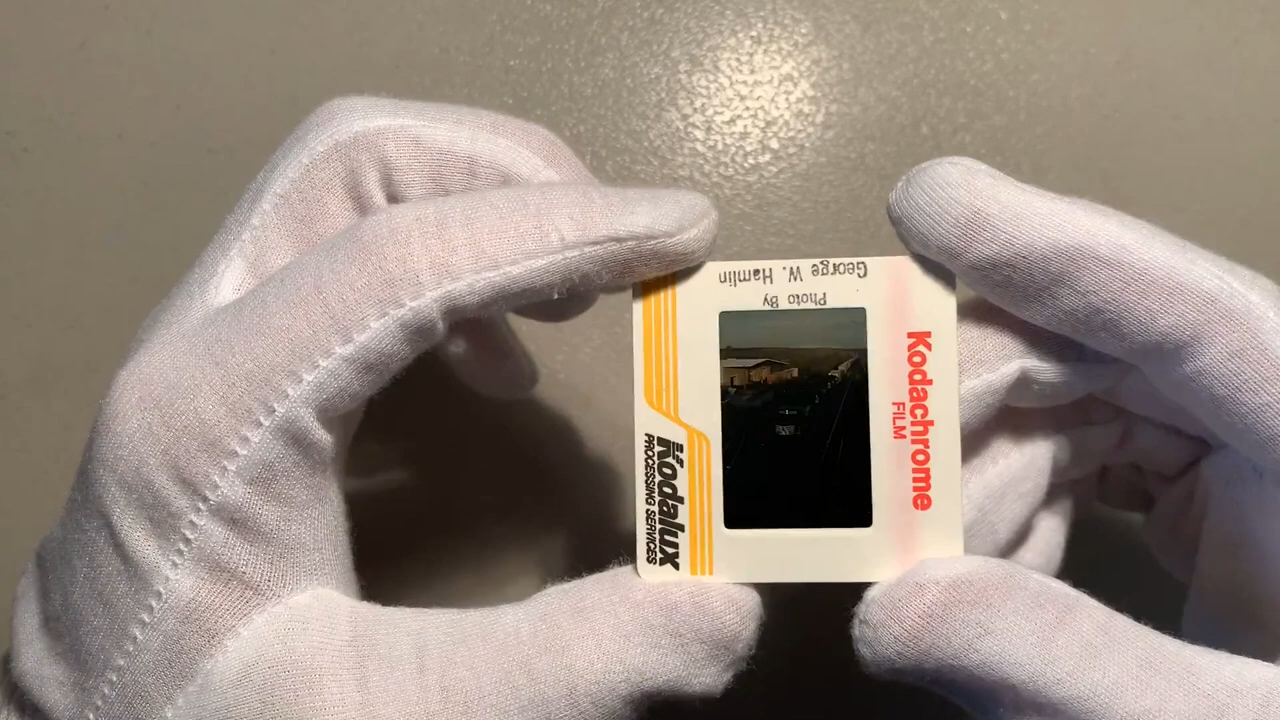 Photo By
George W. Hamlin
Kodachrome
FILM
Kodalux
PROCESSING SERVICES